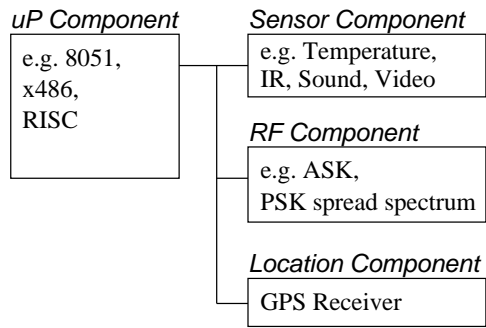 uP Component
e.g. 8051,
x486,
RISC
Sensor Component
e.g. Temperature,
IR, Sound, Video
RF Component
e.g. ASK,
PSK spread spectrum
Location Component
GPS Receiver